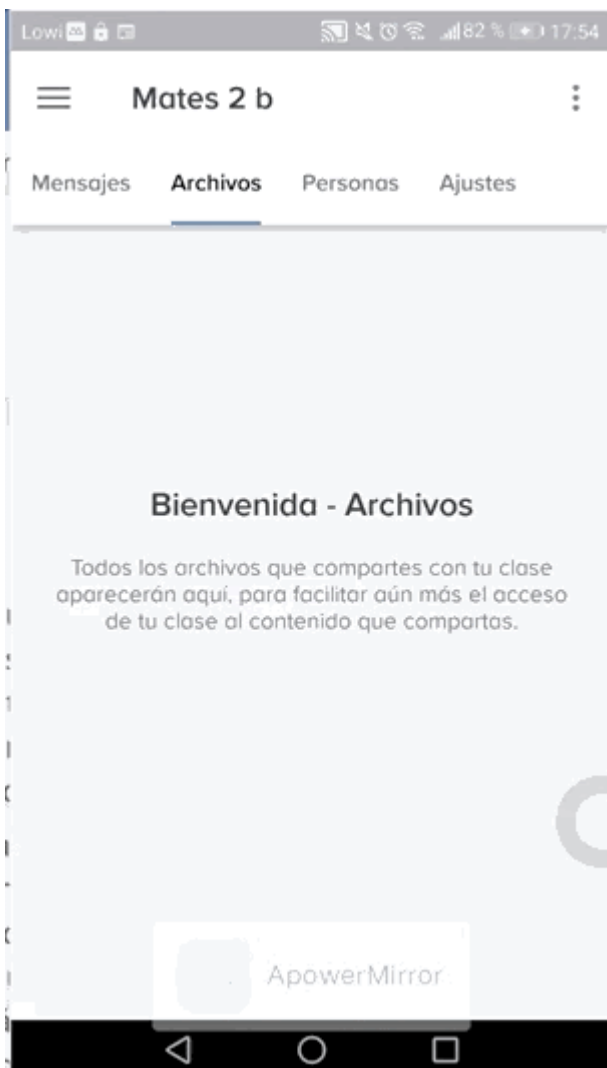 Lowi 82 % 17:54
Mates 2 b
Mensajes Archivos Personas Ajustes
Bienvenida - Archivos
Todos los archivos que compartes con tu clase
aparecerán aquí, para facilitar aún más el acceso
de tu clase al contenido que compartas.
ApowerMirror